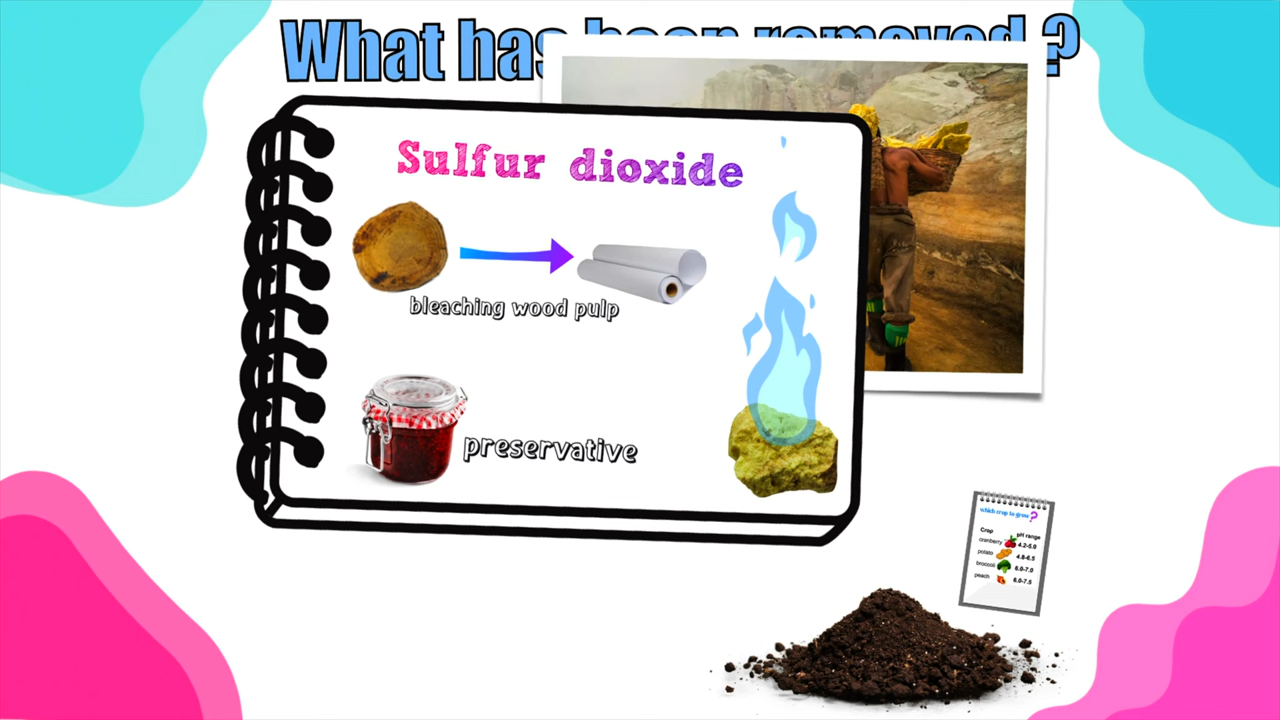 What has been removed ?
Sulfur dioxide
bleaching wood pulp
preservative
which crop to grow?
Crop pH range
cranberry 4.2-5.0
potato 4.8-6.5
broccoli 6.0-7.0
peach 6.0-7.5